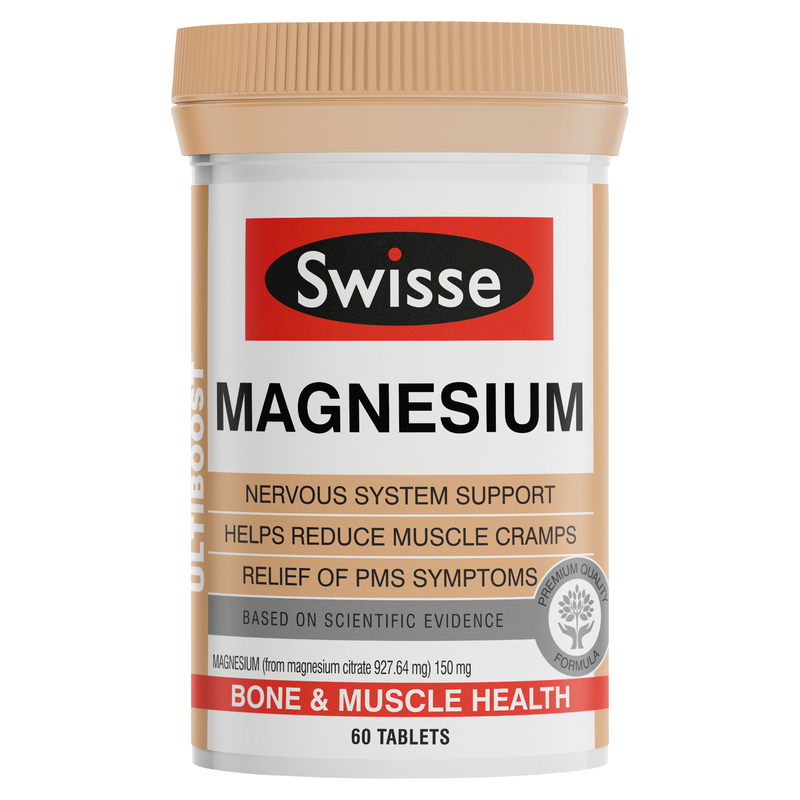 Swisse
MAGNESIUM
ULTIBOOST
NERVOUS SYSTEM SUPPORT
HELPS REDUCE MUSCLE CRAMPS
RELIEF OF PMS SYMPTOMS
PREMIUM QUALITY
FORMULA
BASED ON SCIENTIFIC EVIDENCE
MAGNESIUM (from magnesium citrate 927.64 mg) 150 mg
BONE & MUSCLE HEALTH
60 TABLETS